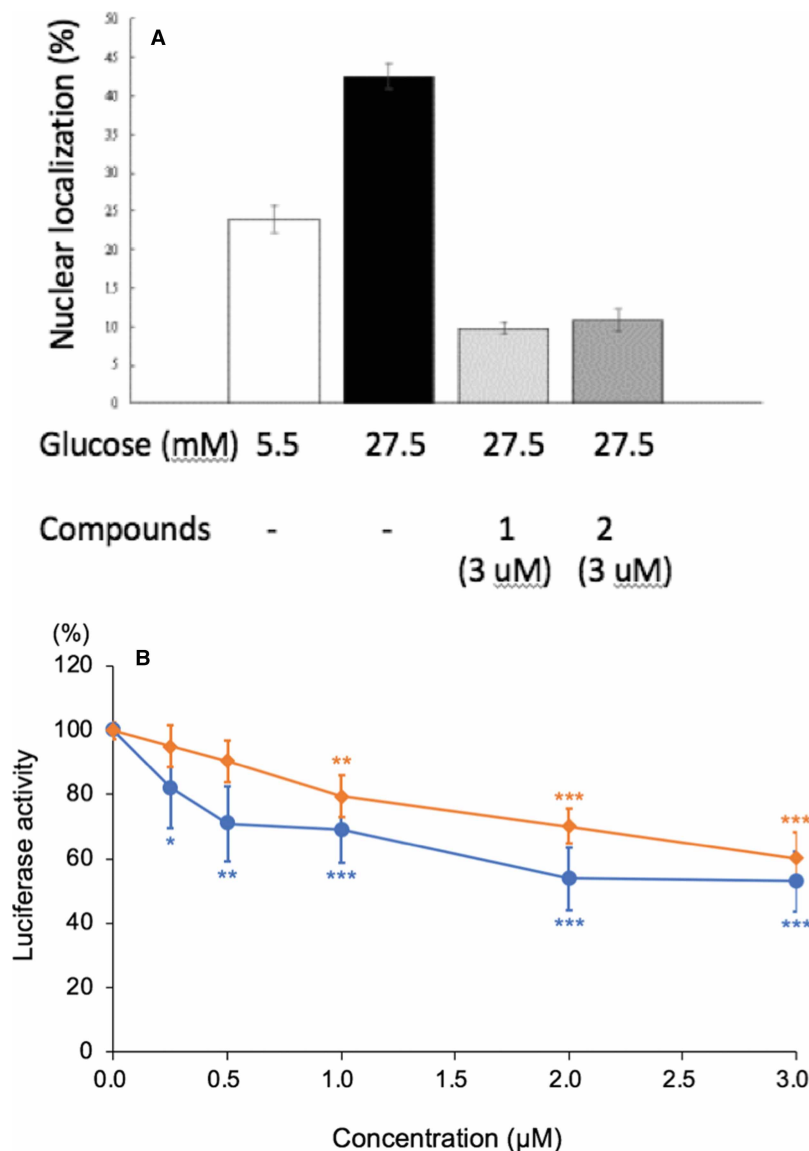 A
Nuclear localization (%)
50
45
40
35
30
25
20
15
10
5
0
Glucose (mM) 5.5 27.5 27.5 27.5
Compounds - - 1 2
(3 uM) (3 uM)
(%)
B
Luciferase activity
120
100
80
60
40
20
0
** *** ***
* ** *** *** ***
0.0 0.5 1.0 1.5 2.0 2.5 3.0
Concentration (μM)